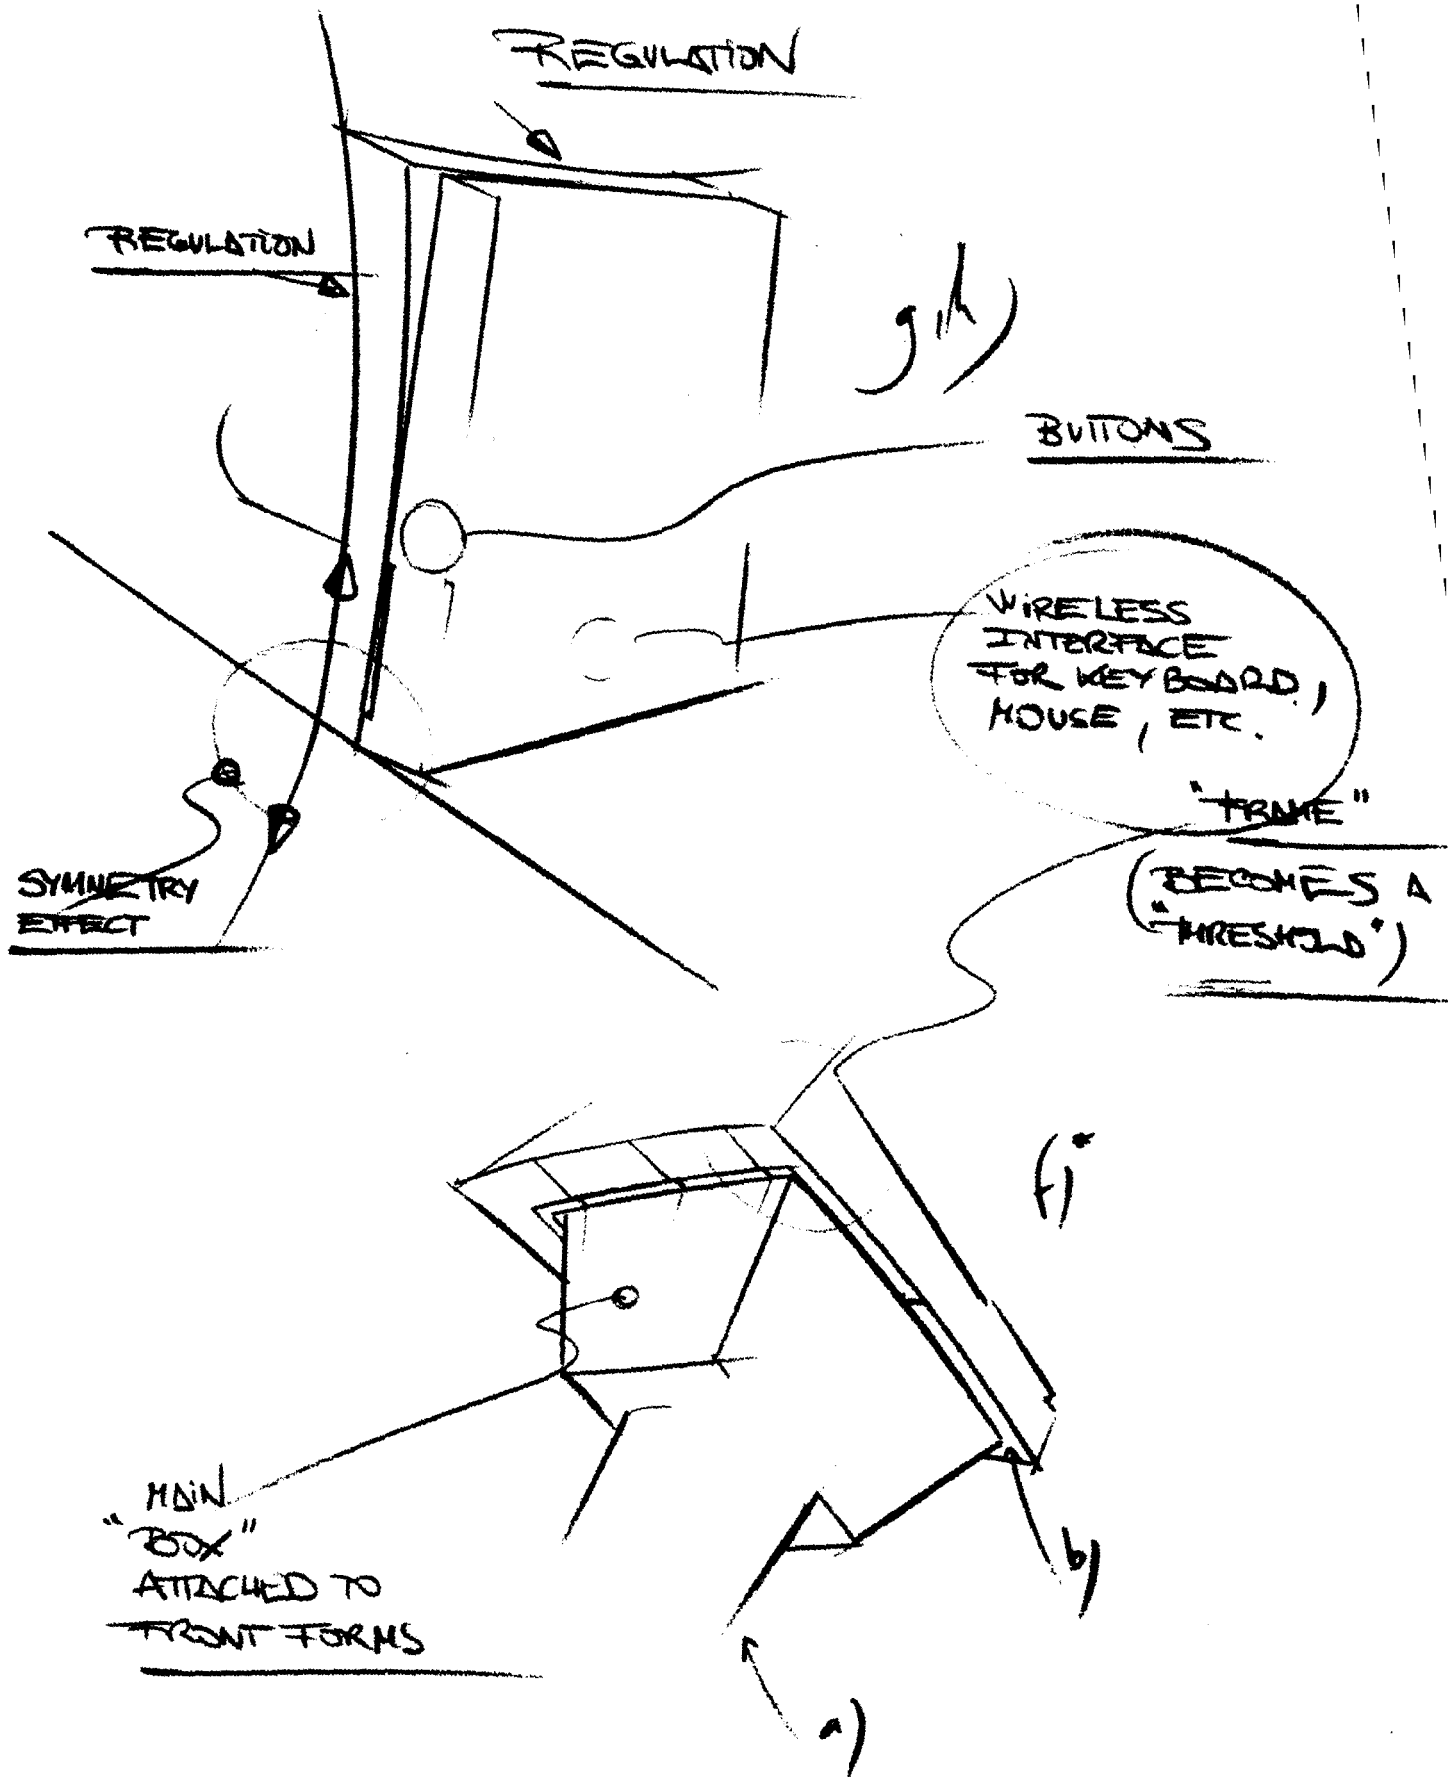 REGULATION
REGULATION
g,h)
BUTTONS
WIRELESS
INTERFACE
FOR KEYBOARD,
MOUSE, ETC.
"FRAME"
(BECOMES A
"THRESHOLD")
SYMNETRY
EFFECT
f)*
MAIN
"BOX"
ATTACHED TO
FRONT FORMS
b)
a)